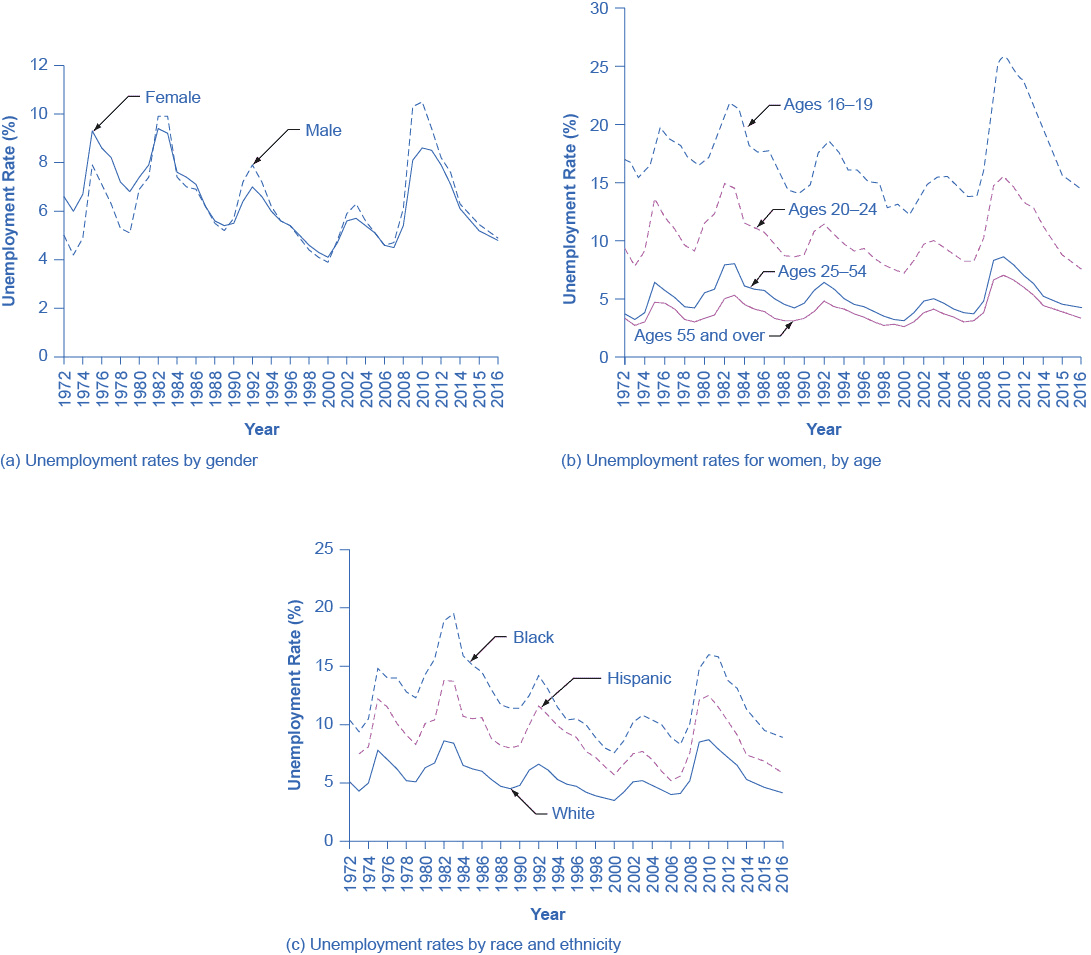 12
10
8
6
4
2
0
Unemployment Rate (%)
Female
Male
1972 1974 1976 1978 1980 1982 1984 1986 1988 1990 1992 1994 1996 1998 2000 2002 2004 2006 2008 2010 2012 2014 2015 2016
Year
(a) Unemployment rates by gender
30
25
20
15
10
5
0
Unemployment Rate (%)
Ages 16–19
Ages 20–24
Ages 25–54
Ages 55 and over
1972 1974 1976 1978 1980 1982 1984 1986 1988 1990 1992 1994 1996 1998 2000 2002 2004 2006 2008 2010 2012 2014 2015 2016
Year
(b) Unemployment rates for women, by age
25
20
15
10
5
0
Unemployment Rate (%)
Black
Hispanic
White
1972 1974 1976 1978 1980 1982 1984 1986 1988 1990 1992 1994 1996 1998 2000 2002 2004 2006 2008 2010 2012 2014 2015 2016
Year
(c) Unemployment rates by race and ethnicity